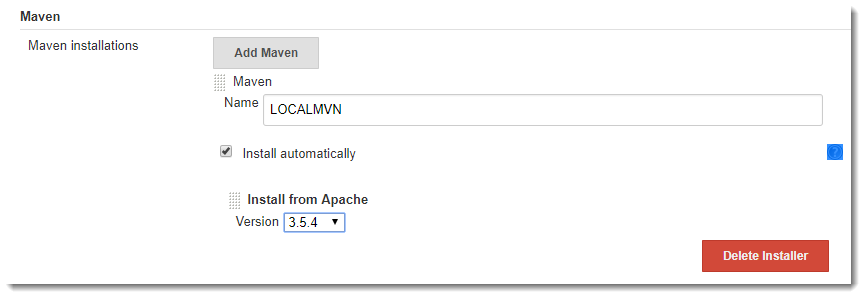 Maven
Maven installations
Add Maven
Maven
Name LOCALMVN
Install automatically
?
Install from Apache
Version 3.5.4
Delete Installer